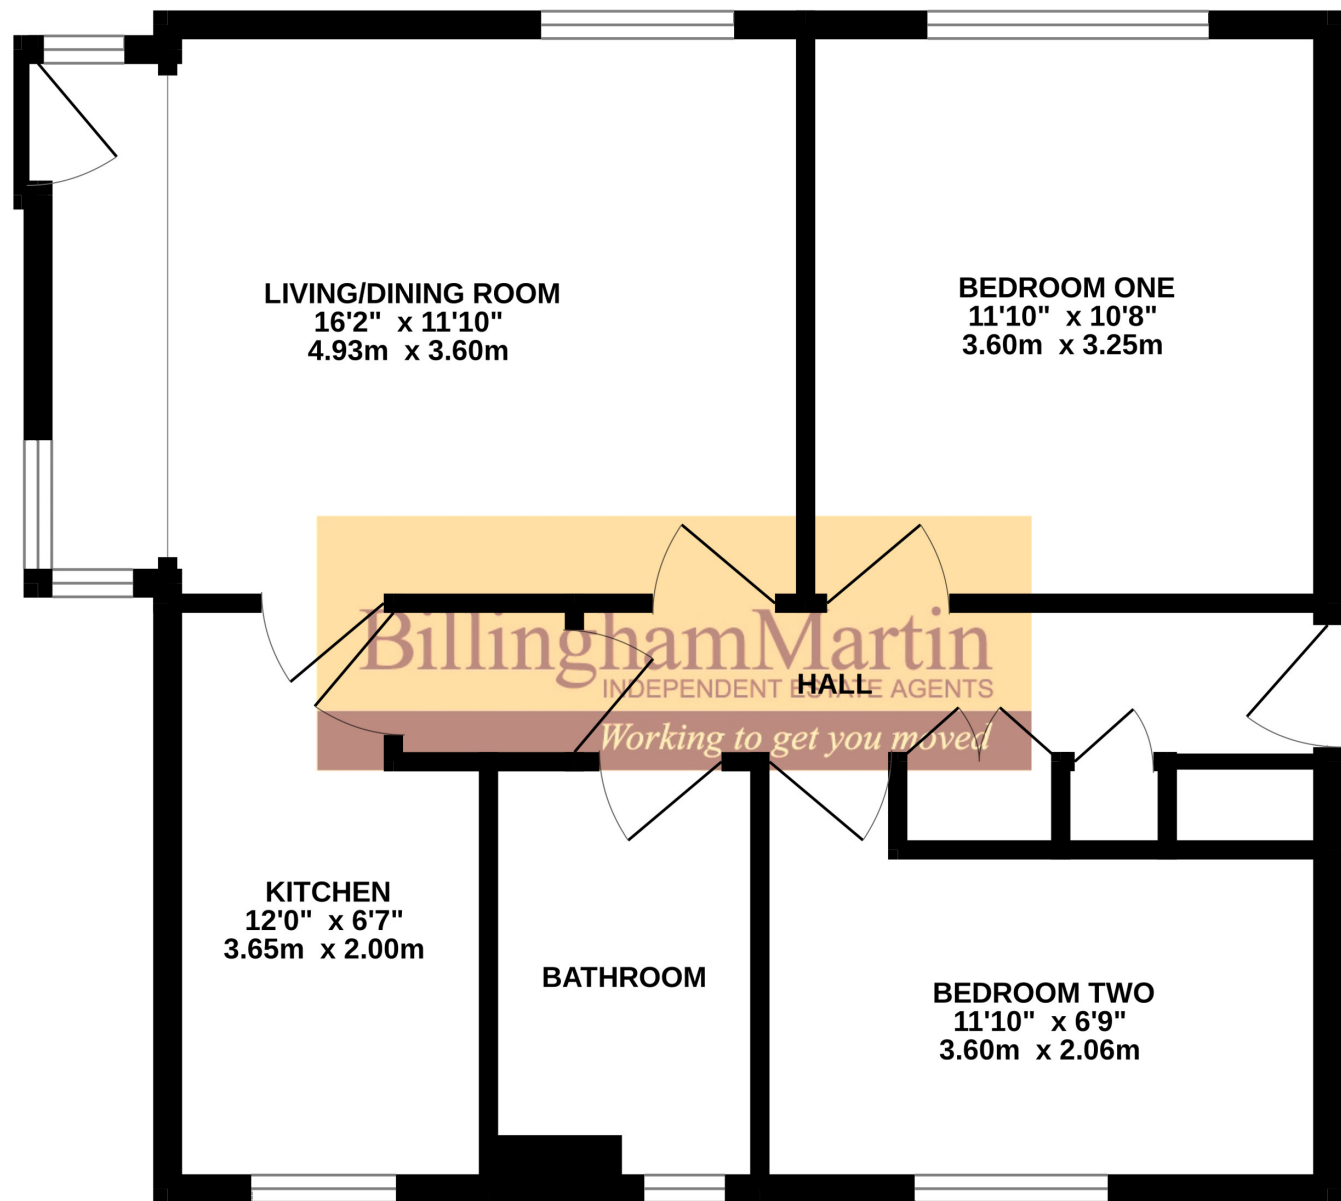 LIVING/DINING ROOM
16'2" x 11'10"
4.93m x 3.60m
BEDROOM ONE
11'10" x 10'8"
3.60m x 3.25m
BillinghamMartin
INDEPENDENT ESTATE AGENTS
HALL
Working to get you moved
KITCHEN
12'0" x 6'7"
3.65m x 2.00m
BATHROOM
BEDROOM TWO
11'10" x 6'9"
3.60m x 2.06m